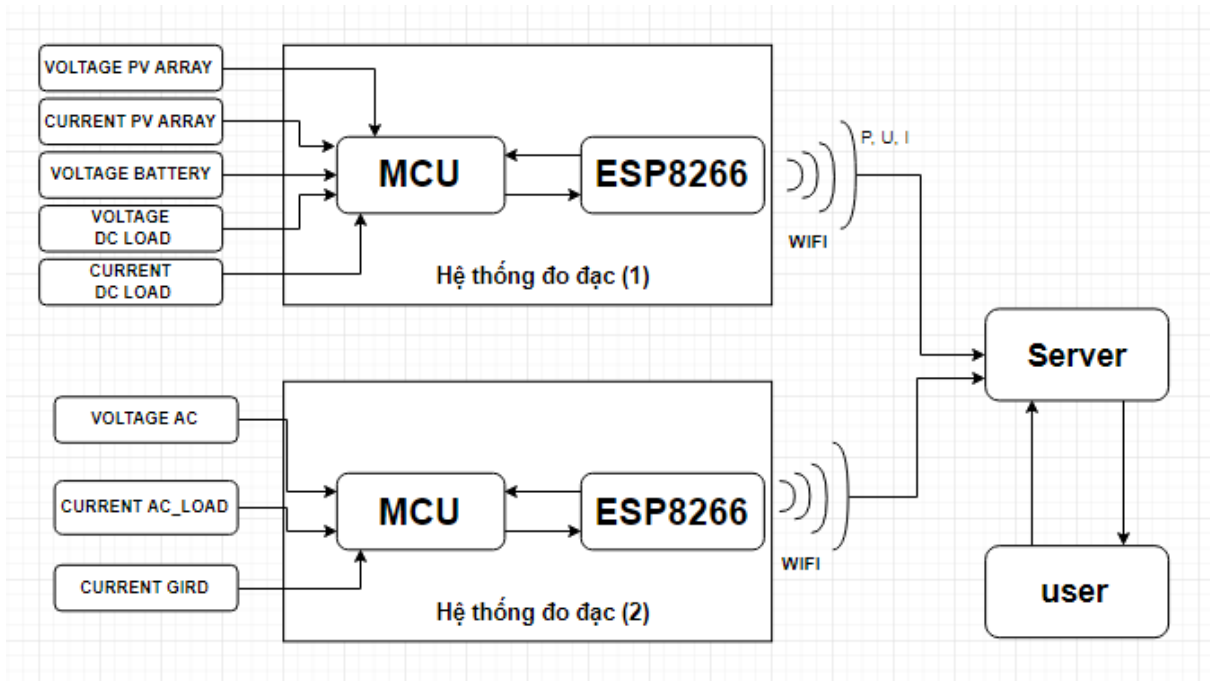 VOLTAGE PV ARRAY
CURRENT PV ARRAY
VOLTAGE BATTERY
VOLTAGE
DC LOAD
CURRENT
DC LOAD
MCU
ESP8266
Hệ thống đo đạc (1)
WIFI
P, U, I
VOLTAGE AC
CURRENT AC_LOAD
CURRENT GIRD
MCU
ESP8266
Hệ thống đo đạc (2)
WIFI
Server
user